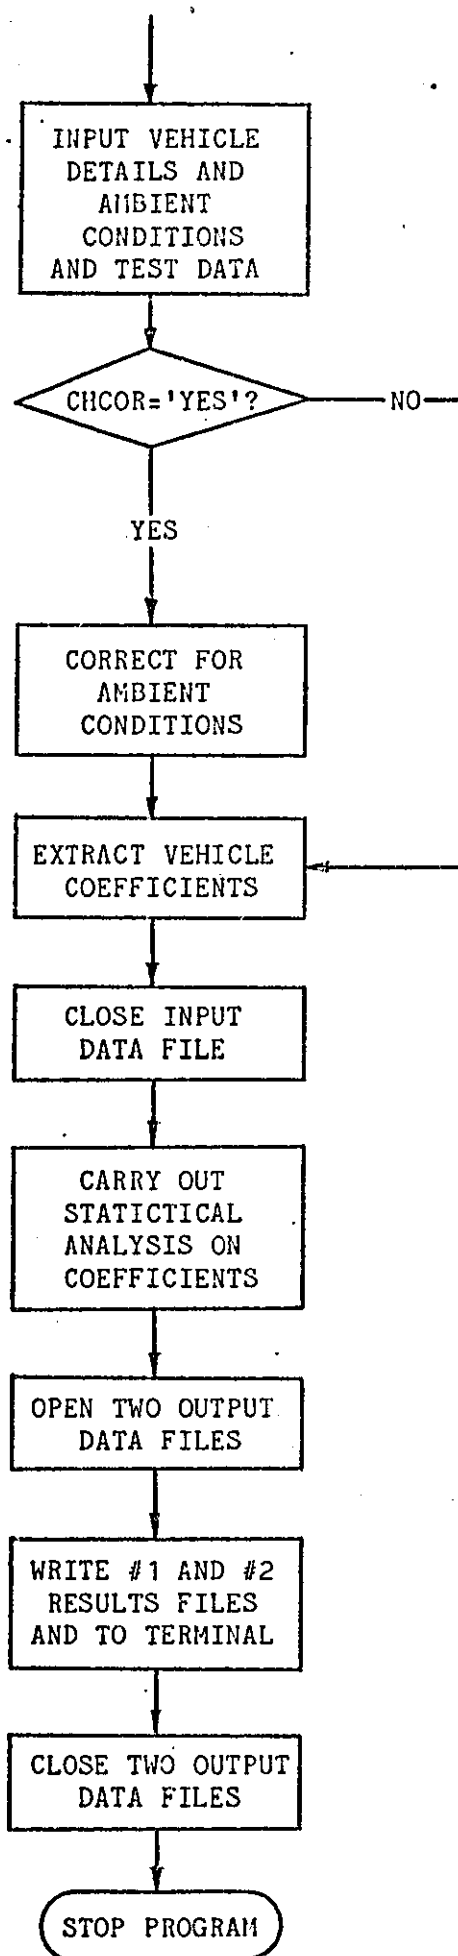 INPUT VEHICLE
DETAILS AND
AMBIENT
CONDITIONS
AND TEST DATA
CHCOR='YES'?
NO
YES
CORRECT FOR
AMBIENT
CONDITIONS
EXTRACT VEHICLE
COEFFICIENTS
CLOSE INPUT
DATA FILE
CARRY OUT
STATICTICAL
ANALYSIS ON
COEFFICIENTS
OPEN TWO OUTPUT
DATA FILES
WRITE #1 AND #2
RESULTS FILES
AND TO TERMINAL
CLOSE TWO OUTPUT
DATA FILES
STOP PROGRAM